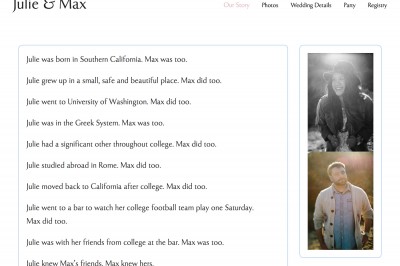 Julie & Max
Our Story Photos Wedding Details Party Registry
Julie was born in Southern California. Max was too.
Julie grew up in a small, safe and beautiful place. Max did too.
Julie went to University of Washington. Max did too.
Julie was in the Greek System. Max was too.
Julie had a significant other throughout college. Max did too.
Julie studied abroad in Rome. Max did too.
Julie moved back to California after college. Max did too.
Julie went to a bar to watch her college football team play one Saturday.
Max did too.
Julie was with her friends from college at the bar. Max was too.
Julie knew Max's friends. Max knew hers.